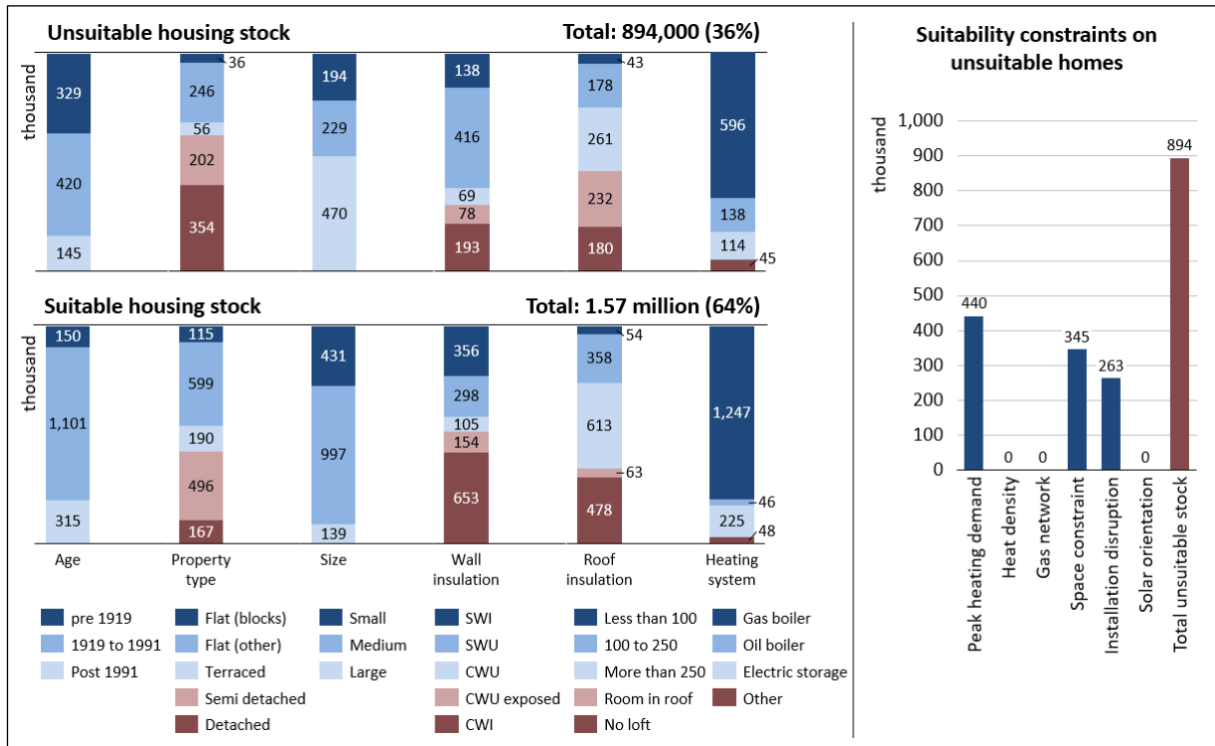 Unsuitable housing stock Total: 894,000 (36%)
thousand
329
420
145
36
246
56
202
354
194
229
470
138
416
69
78
193
43
178
261
232
180
596
138
114
45
Suitable housing stock Total: 1.57 million (64%)
thousand
150
1,101
315
115
599
190
496
167
431
997
139
356
298
105
154
653
54
358
613
63
478
1,247
46
225
48
Age
Property
type
Size
Wall
insulation
Roof
insulation
Heating
system
pre 1919
1919 to 1991
Post 1991
Flat (blocks)
Flat (other)
Terraced
Semi detached
Detached
Small
Medium
Large
SWI
SWU
CWU
CWU exposed
CWI
Less than 100
100 to 250
More than 250
Room in roof
No loft
Gas boiler
Oil boiler
Electric storage
Other
Suitability constraints on
unsuitable homes
thousand
1,000
900
800
700
600
500
400
300
200
100
0
440
0
0
345
263
0
894
Peak heating demand
Heat density
Gas network
Space constraint
Installation disruption
Solar orientation
Total unsuitable stock